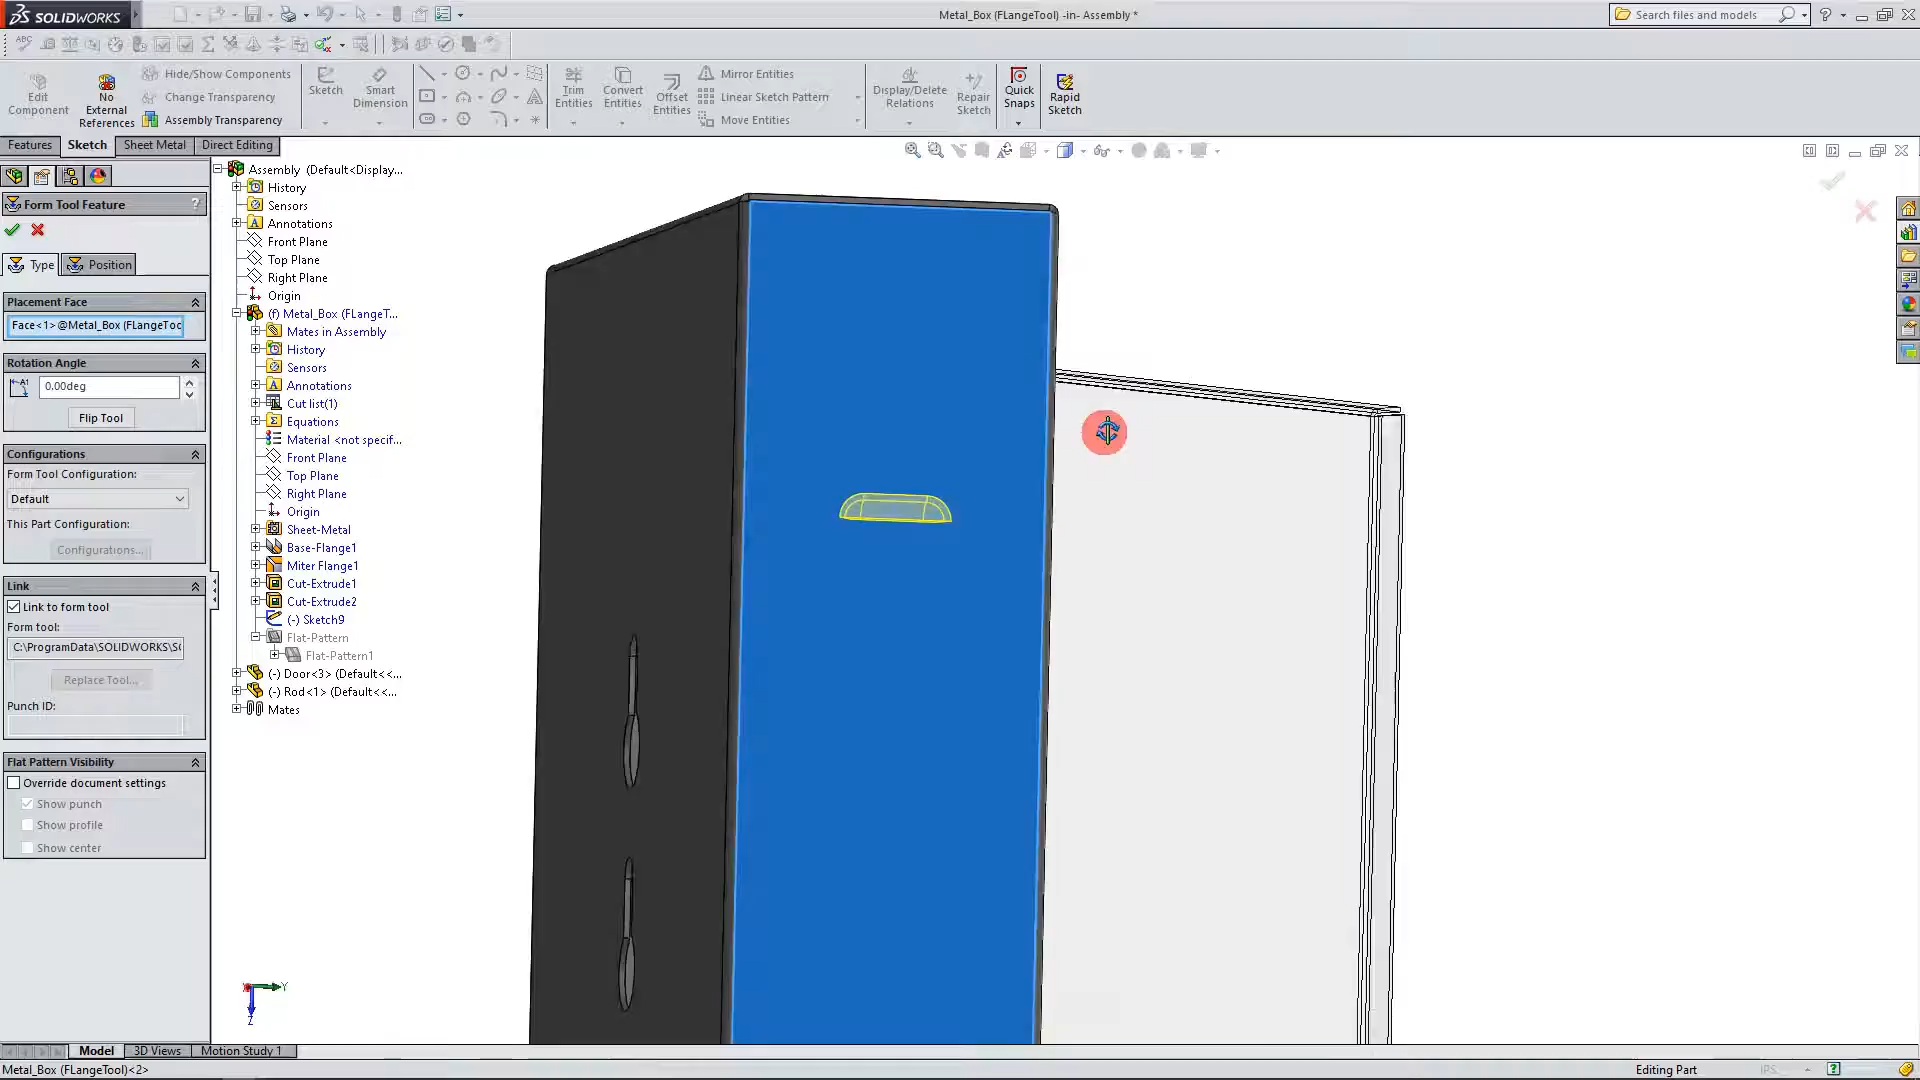 SOLIDWORKS
Metal_Box (FLangeTool) -in- Assembly *
Search files and models
Edit Component
No External References
Hide/Show Components
Change Transparency
Assembly Transparency
Sketch
Smart Dimension
Trim Entities
Convert Entities
Offset Entities
Mirror Entities
Linear Sketch Pattern
Move Entities
Display/Delete Relations
Repair Sketch
Quick Snaps
Rapid Sketch
Features
Sketch
Sheet Metal
Direct Editing
Form Tool Feature
?
Type
Position
Placement Face
Face<1>@Metal_Box (FLangeToo
Rotation Angle
0.00deg
Flip Tool
Configurations
Form Tool Configuration:
Default
This Part Configuration:
Configurations...
Link
Link to form tool
Form tool:
C:\ProgramData\SOLIDWORKS\S
Replace Tool...
Punch ID:
Flat Pattern Visibility
Override document settings
Show punch
Show profile
Show center
Assembly (Default<Display...
History
Sensors
Annotations
Front Plane
Top Plane
Right Plane
Origin
(f) Metal_Box (FLangeT...
Mates in Assembly
History
Sensors
Annotations
Cut list(1)
Equations
Material <not specif...
Front Plane
Top Plane
Right Plane
Origin
Sheet-Metal
Base-Flange1
Miter Flange1
Cut-Extrude1
Cut-Extrude2
(-) Sketch9
Flat-Pattern
Flat-Pattern1
(-) Door<3> (Default<<...
(-) Rod<1> (Default<<...
Mates
Y
Z
Model
3D Views
Motion Study 1
Metal_Box (FLangeTool)<2>
Editing Part
IPS